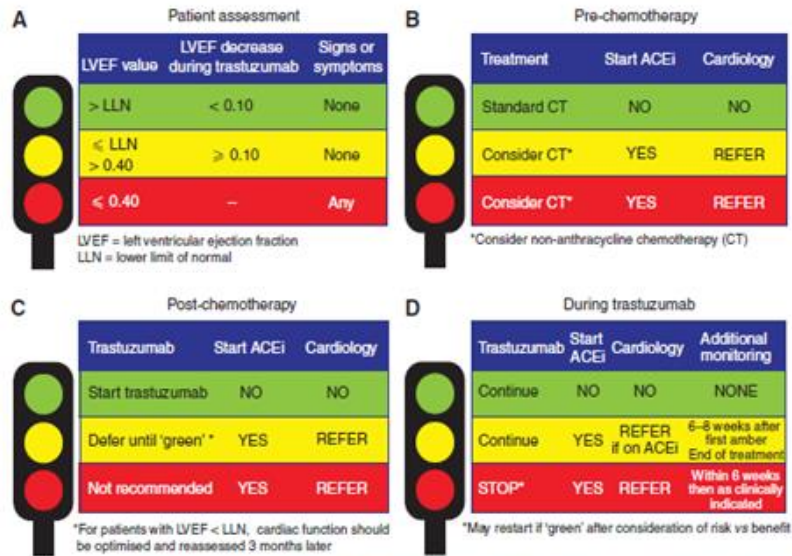 A Patient assessment
LVEF value LVEF decrease during trastuzumab Signs or symptoms
> LLN < 0.10 None
⩽ LLN > 0.40 ⩾ 0.10 None
⩽ 0.40 – Any
LVEF = left ventricular ejection fraction
LLN = lower limit of normal
B Pre-chemotherapy
Treatment Start ACEi Cardiology
Standard CT NO NO
Consider CT* YES REFER
Consider CT* YES REFER
*Consider non-anthracycline chemotherapy (CT)
C Post-chemotherapy
Trastuzumab Start ACEi Cardiology
Start trastuzumab NO NO
Defer until 'green' * YES REFER
Not recommended YES REFER
*For patients with LVEF < LLN, cardiac function should
be optimised and reassessed 3 months later
D During trastuzumab
Trastuzumab Start ACEi Cardiology Additional monitoring
Continue NO NO NONE
Continue YES REFER if on ACEi 6–8 weeks after first amber End of treatment
STOP* YES REFER Within 6 weeks then as clinically indicated
*May restart if 'green' after consideration of risk vs benefit